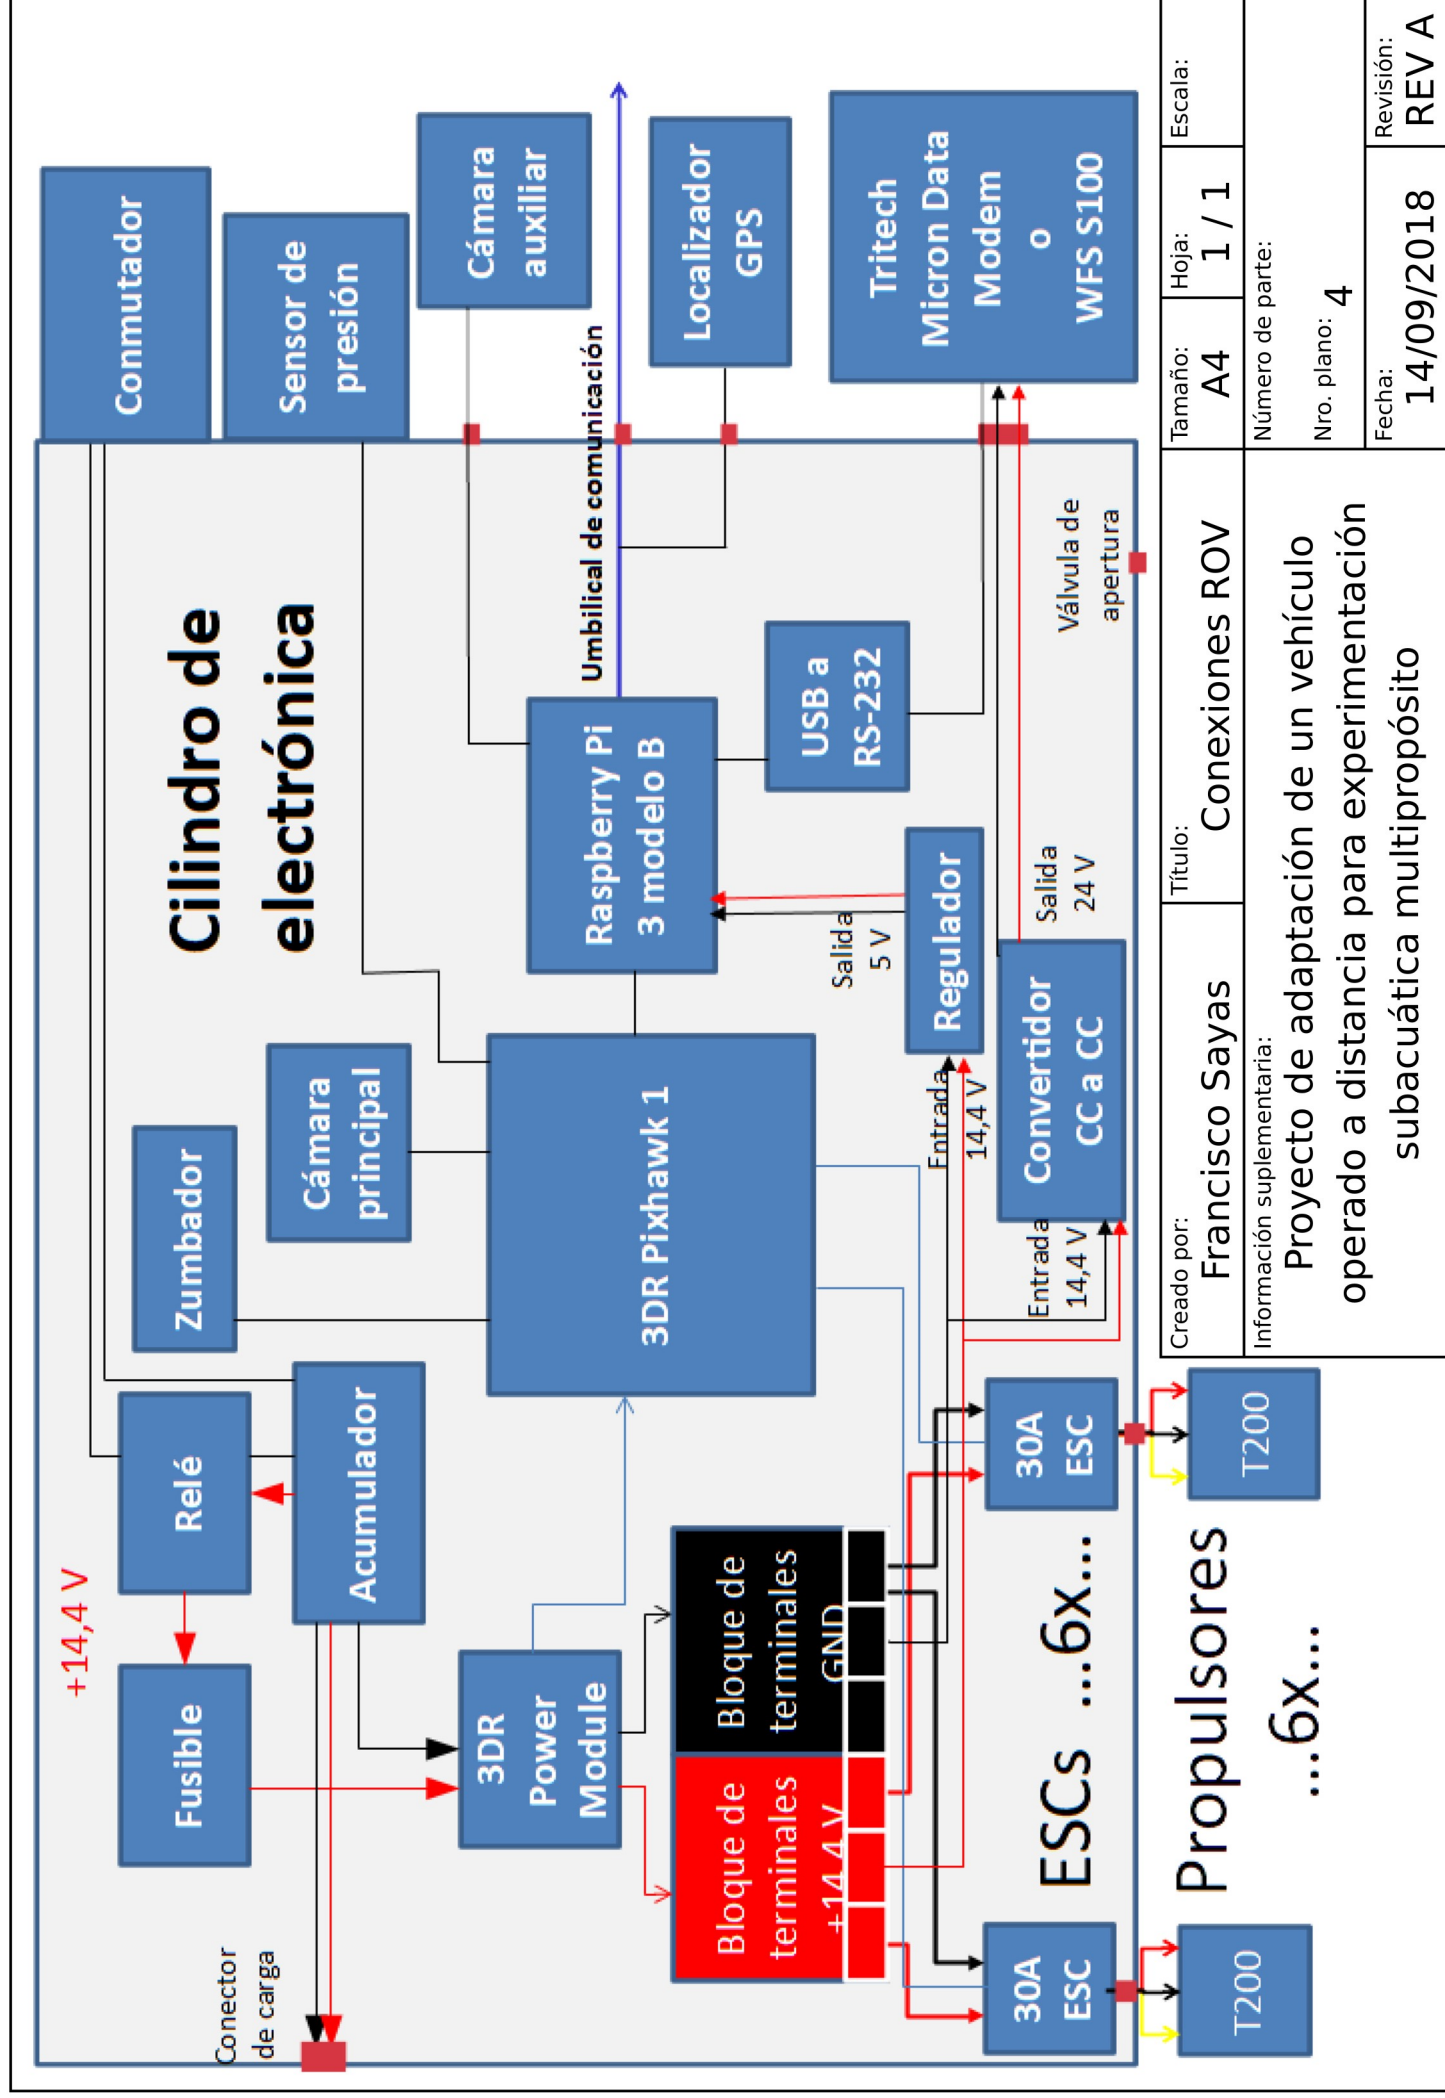 Conector
de carga
+14,4 V
Fusible
Relé
Zumbador
Cilindro de
electrónica
Conmutador
Acumulador
Cámara
principal
Sensor de
presión
3DR
Power
Module
3DR Pixhawk 1
Raspberry Pi
3 modelo B
Umbilical de comunicación
Cámara
auxiliar
Localizador
GPS
Bloque de
terminales
+14,4 V
Bloque de
terminales
GND
USB a
RS-232
Salida
5 V
Regulador
Entrada
14,4 V
Tritech
Micron Data
Modem
o
WFS S100
Convertidor
CC a CC
Entrada
14,4 V
Salida
24 V
Válvula de
apertura
30A
ESC
ESCs ...6x...
30A
ESC
T200
Propulsores
...6x...
T200
Creado por:
Francisco Sayas
Título:
Conexiones ROV
Tamaño:
A4
Hoja:
1 / 1
Escala:
Información suplementaria:
Proyecto de adaptación de un vehículo
operado a distancia para experimentación
subacuática multipropósito
Número de parte:
Nro. plano: 4
Fecha:
14/09/2018
Revisión:
REV A